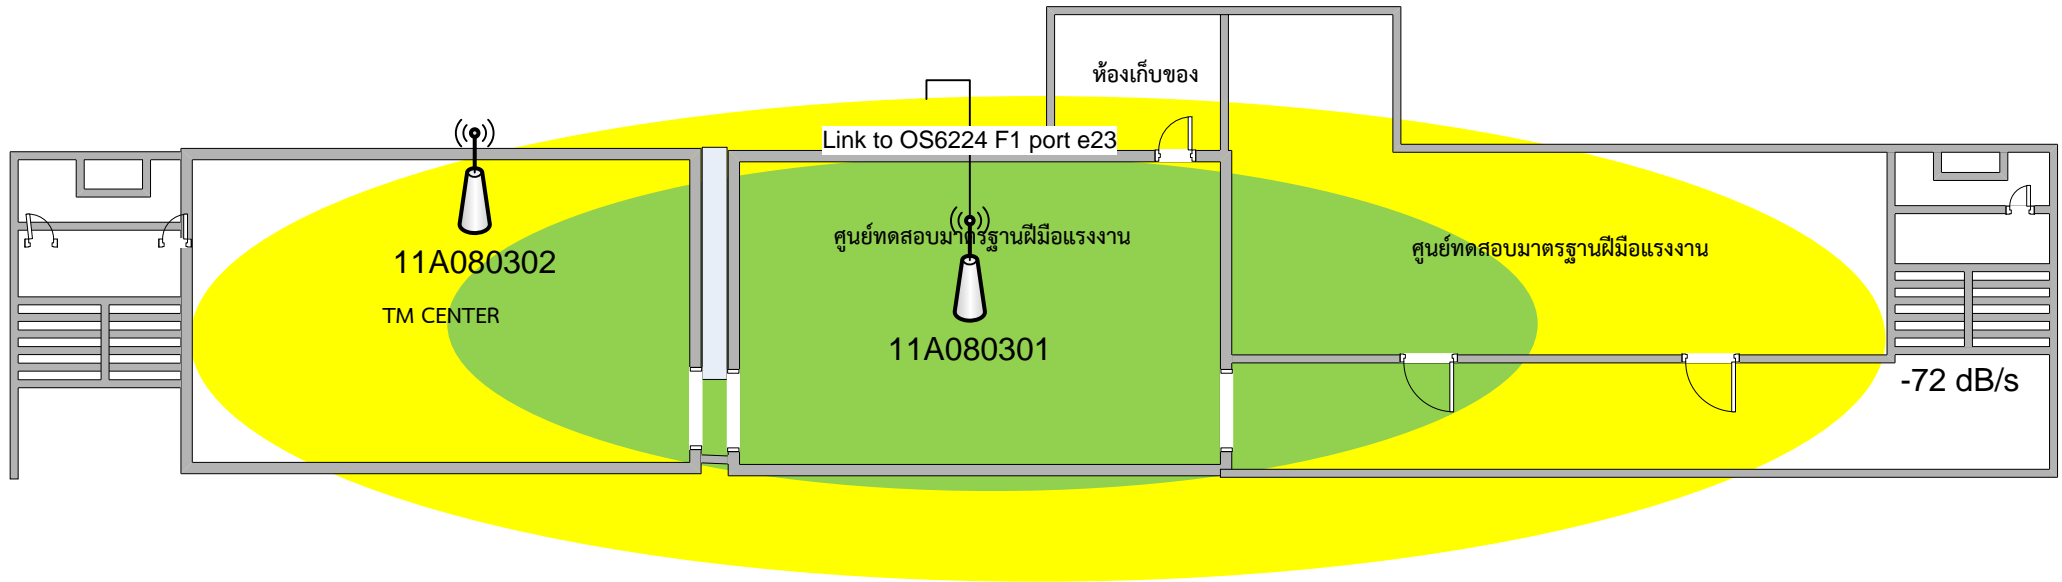 ห้องเก็บของ
Link to OS6224 F1 port e23
ศูนย์ทดสอบมาตรฐานฝีมือแรงงาน
ศูนย์ทดสอบมาตรฐานฝีมือแรงงาน
11A080302
TM CENTER
11A080301
-72 dB/s